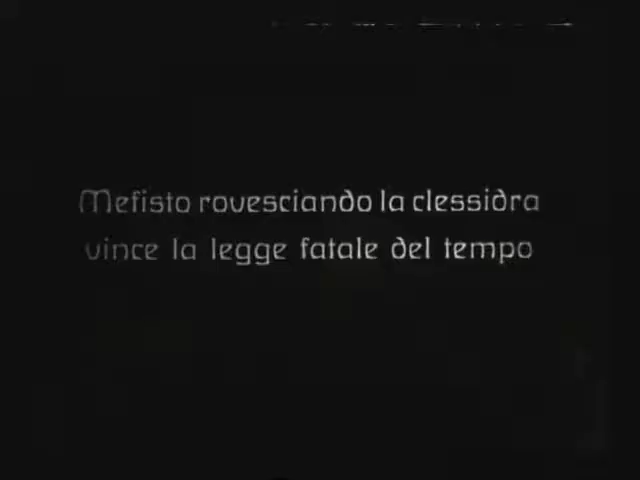 Mefisto rovesciando la clessidra
vince la legge fatale del tempo